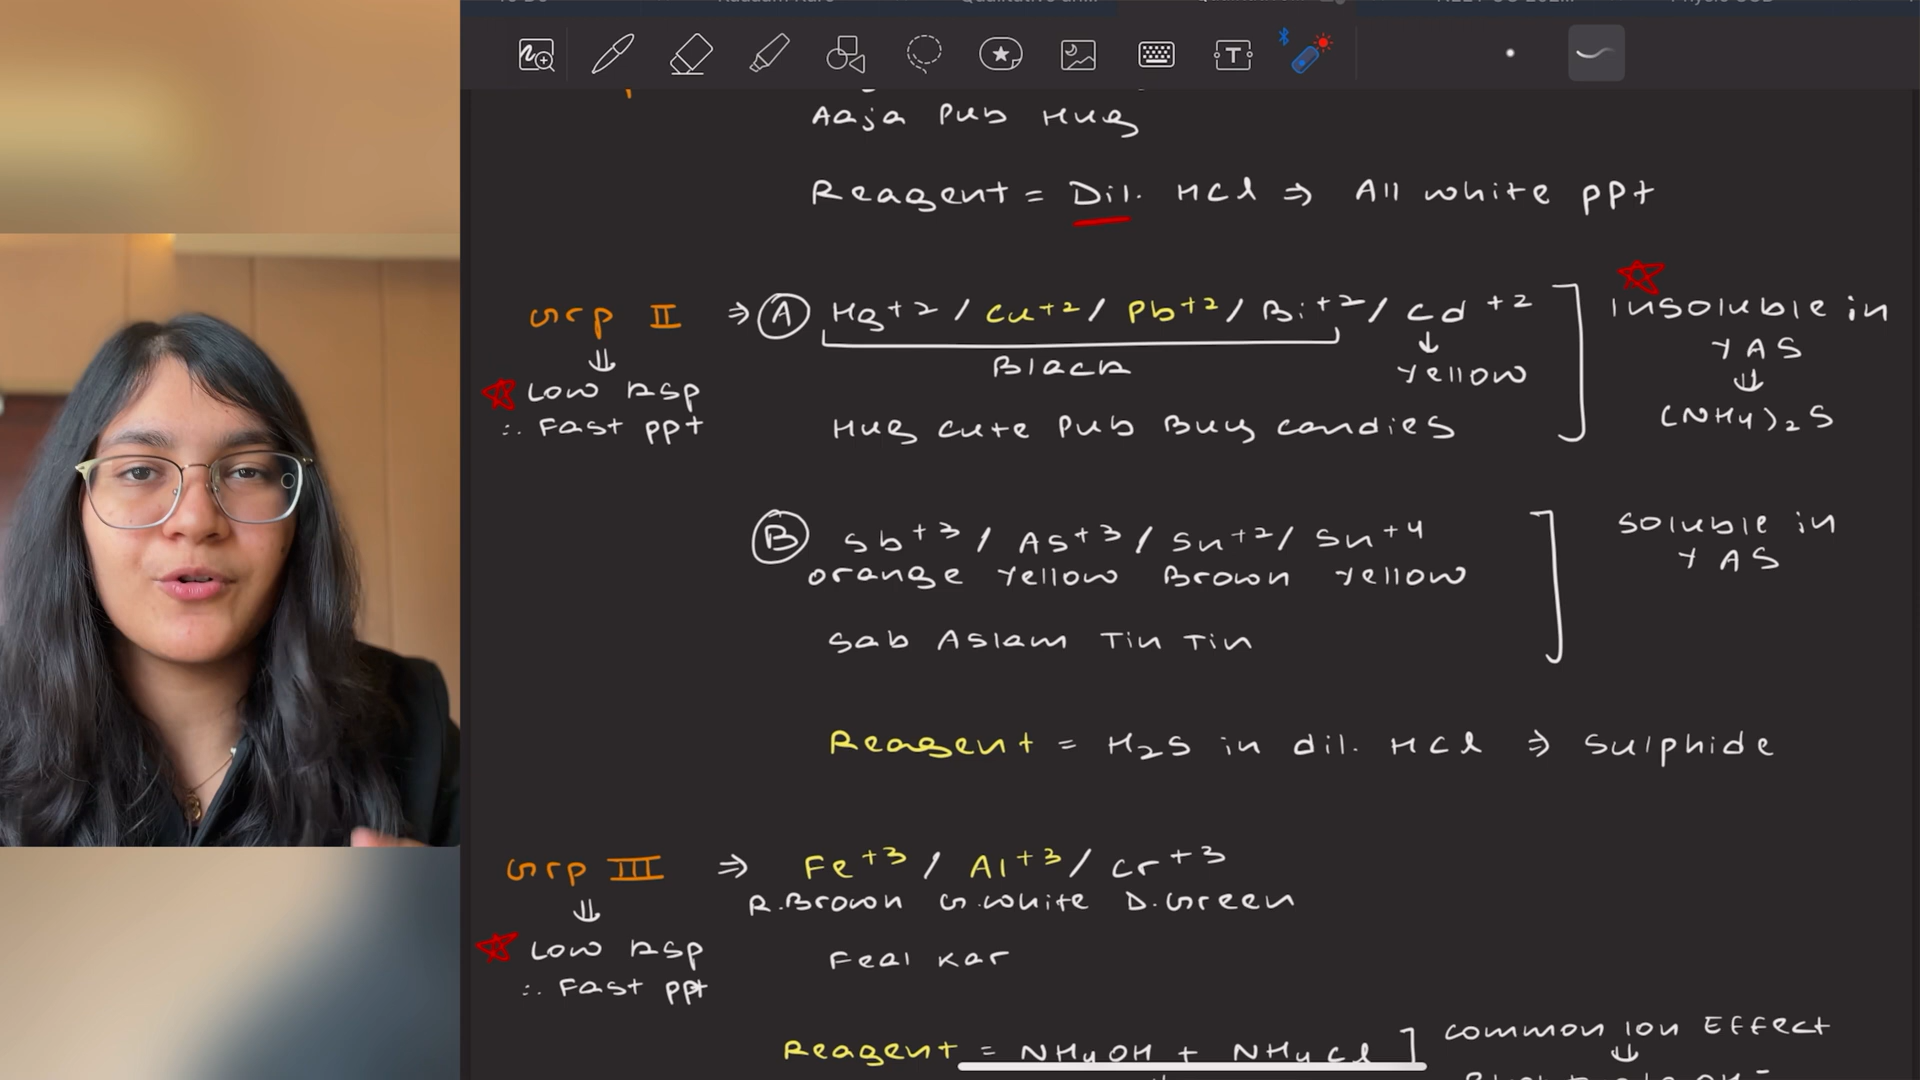 Aaja Pub Hug
Reagent = Dil. HCl ⇒ All white ppt
Grp II ⇒ (A) Hg+2 / Cu+2 / Pb+2 / Bi+2 / Cd+2
Black
Yellow
Hug cute Pub Buy candies
Insoluble in
YAS
(NH4)2S
Low Ksp
∴ Fast ppt
(B) Sb+3 / As+3 / Sn+2 / Sn+4
Orange Yellow Brown Yellow
Sab Aslam Tin Tin
Soluble in
YAS
Reagent = H2S in dil. HCl ⇒ Sulphide
Grp III ⇒ Fe+3 / Al+3 / Cr+3
R.Brown G.white D.Green
Low Ksp
∴ Fast ppt
Feal Kar
Reagent = NH4OH + NH4Cl ]
Common Ion Effect